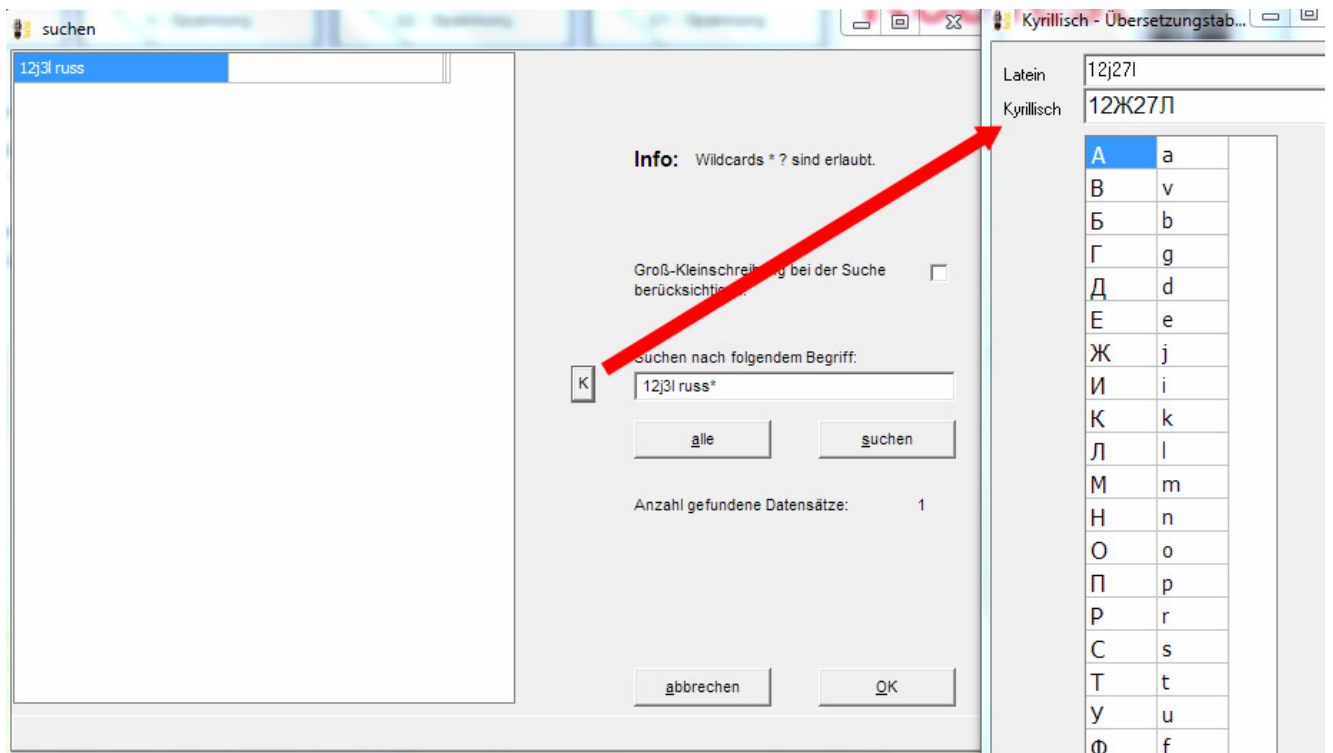 suchen
12j3l russ
Info: Wildcards * ? sind erlaubt.
Groß-Kleinschreibung bei der Suche
Suchen nach folgendem Begriff:
K
12j3l russ*
alle
suchen
Anzahl gefundene Datensätze: 1
abbrechen
OK
Kyrillisch - Übersetzungstab...
Latein 12j27l
Kyrillisch 12Ж27Л
А a
В v
Б b
Г g
Д d
Е e
Ж j
И i
К k
Л l
М m
Н n
О o
П p
Р r
С s
Т t
У u
Ф f